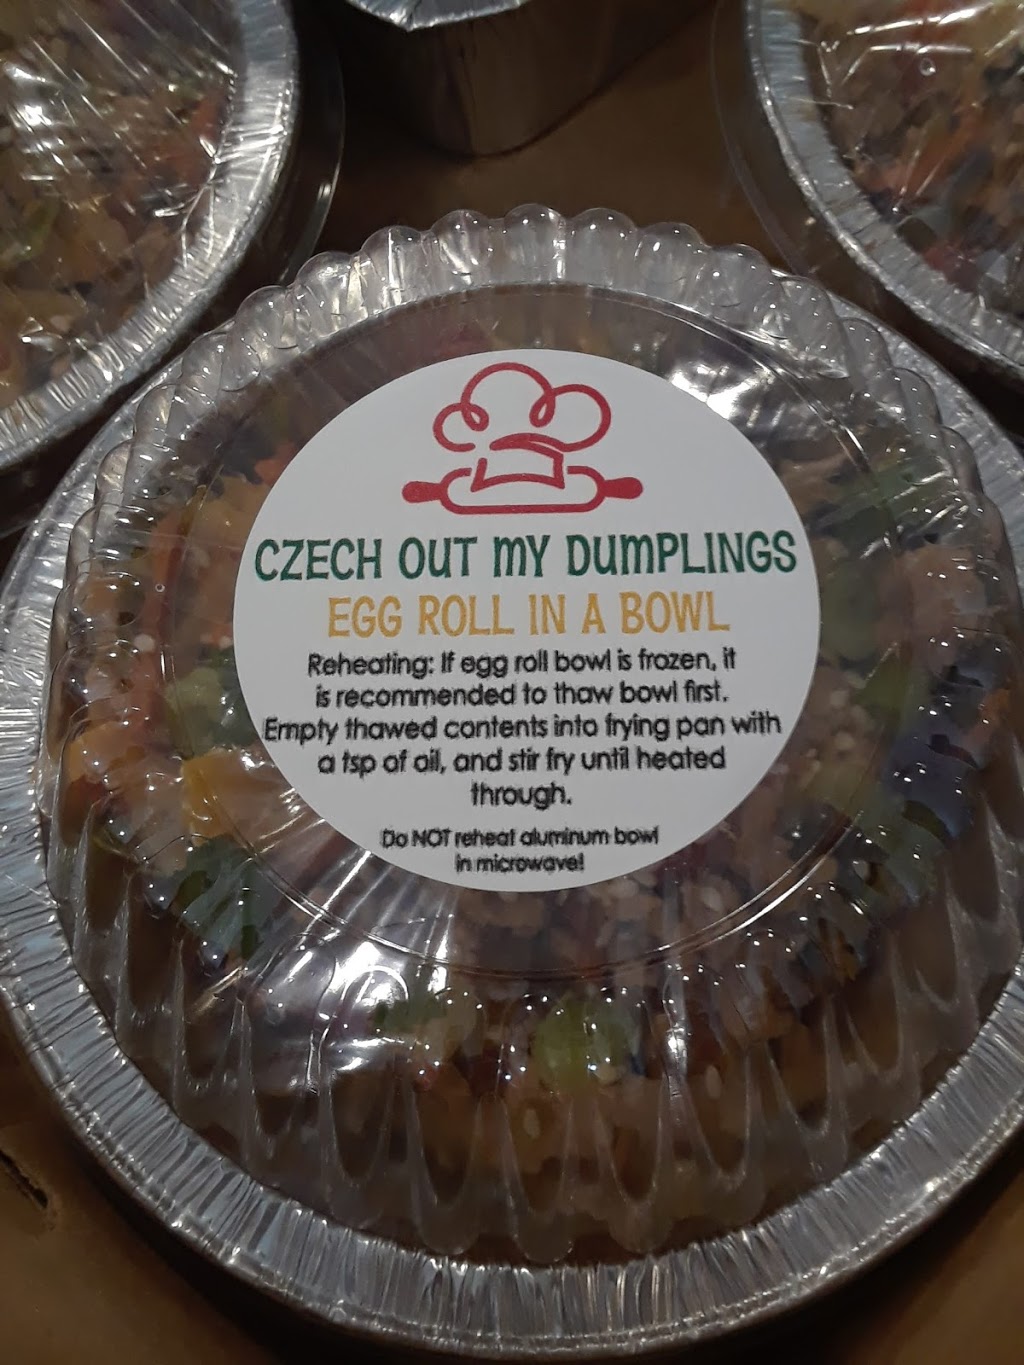 CZECH OUT MY DUMPLINGS
EGG ROLL IN A BOWL
Reheating: If egg roll bowl is frozen, it
is recommended to thaw bowl first.
Empty thawed contents into frying pan with
a tsp of oil, and stir fry until heated
through.
Do NOT reheat aluminum bowl
in microwave!